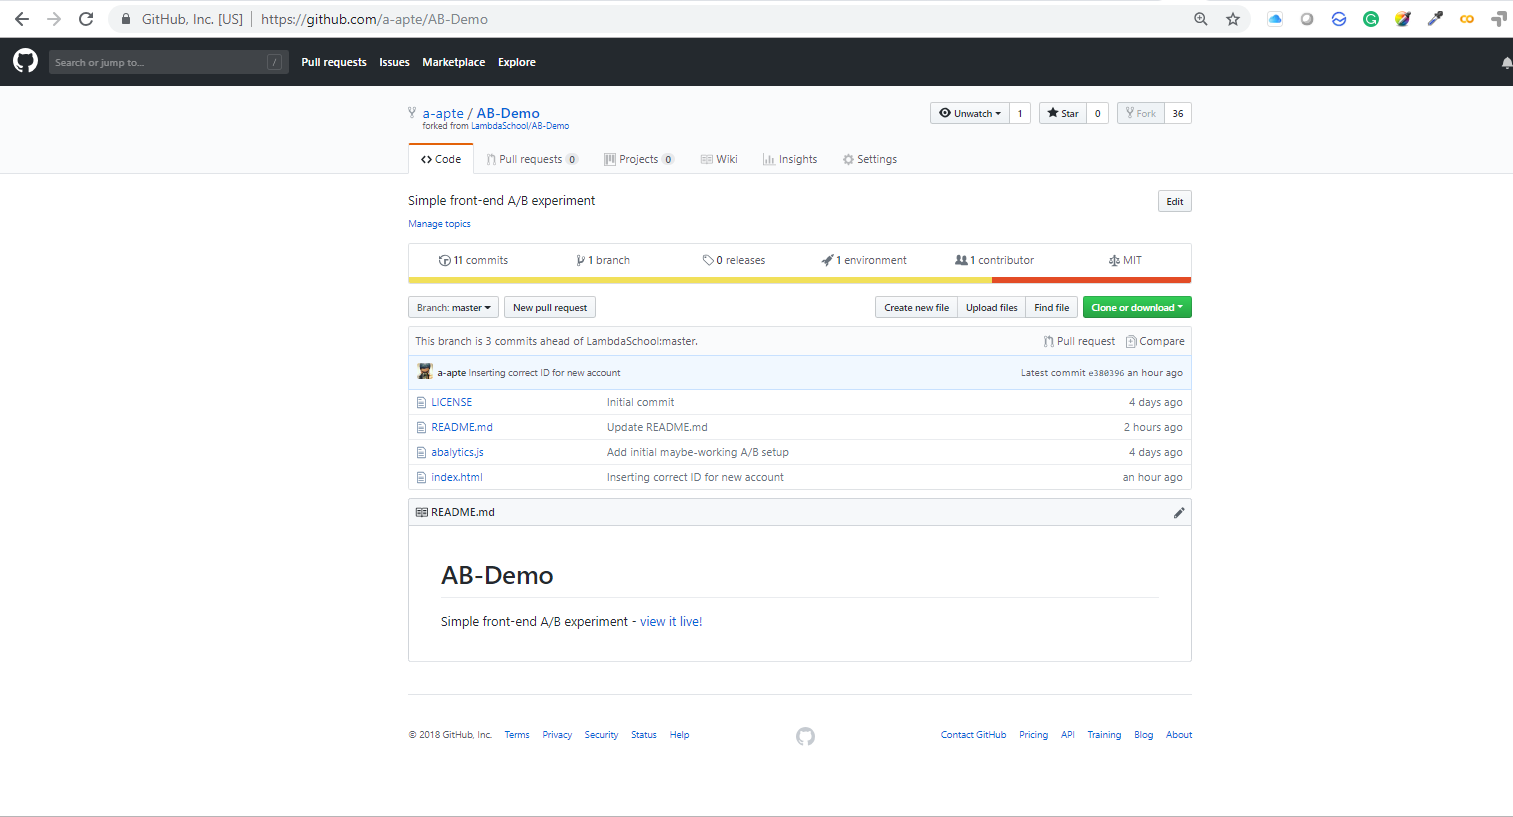 GitHub, Inc. [US] | https://github.com/a-apte/AB-Demo
Search or jump to... /
Pull requests Issues Marketplace Explore
a-apte / AB-Demo
Unwatch 1 Star 0 Fork 36
forked from LambdaSchool/AB-Demo
Code Pull requests 0 Projects 0 Wiki Insights Settings
Simple front-end A/B experiment
Edit
Manage topics
11 commits 1 branch 0 releases 1 environment 1 contributor MIT
Branch: master New pull request Create new file Upload files Find file Clone or download
This branch is 3 commits ahead of LambdaSchool:master. Pull request Compare
a-apte Inserting correct ID for new account Latest commit e380396 an hour ago
LICENSE Initial commit 4 days ago
README.md Update README.md 2 hours ago
abalytics.js Add initial maybe-working A/B setup 4 days ago
index.html Inserting correct ID for new account an hour ago
README.md
AB-Demo
Simple front-end A/B experiment - view it live!
© 2018 GitHub, Inc. Terms Privacy Security Status Help Contact GitHub Pricing API Training Blog About